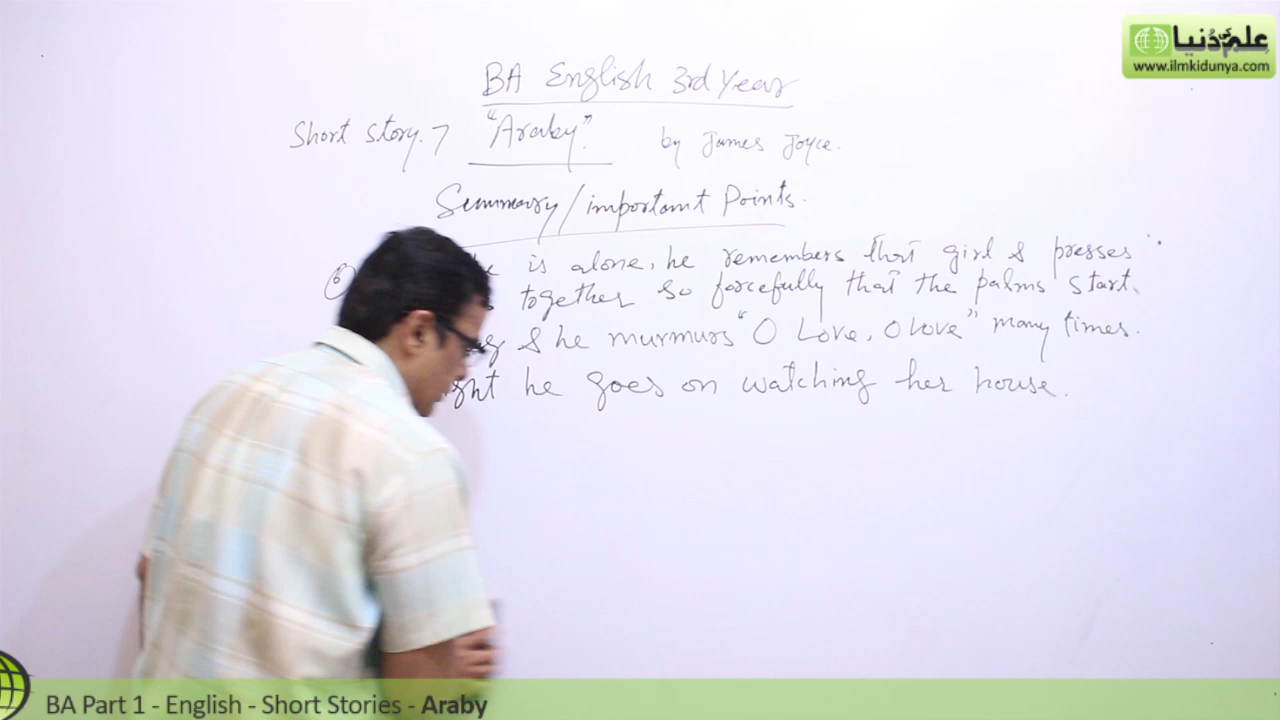 علم کی دنیا
www.ilmkidunya.com
BA English 3rd Year
Short story. 7 "Araby." by James Joyce.
Summary/important Points.
6 is alone, he remembers that girl & presses
together so forcefully that the palms start
& he murmurs "O Love, O love" many times.
he goes on watching her house.
BA Part 1 - English - Short Stories - Araby